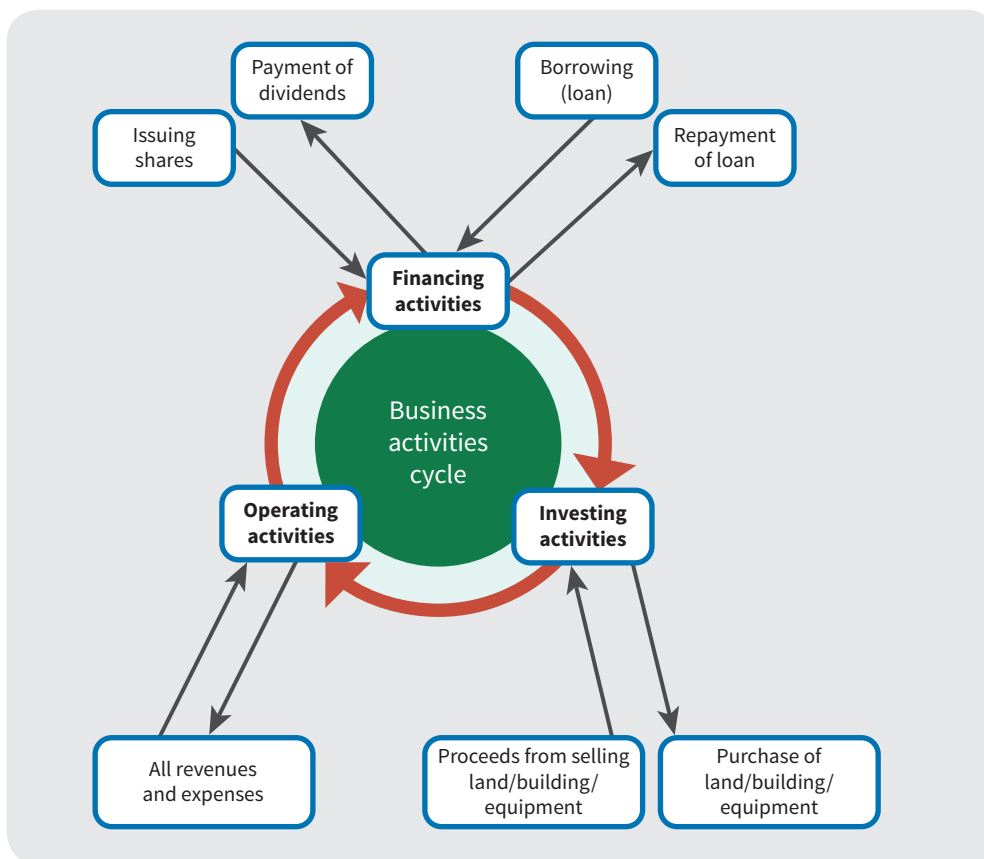 Payment of
dividends
Borrowing
(loan)
Issuing
shares
Repayment
of loan
Financing
activities
Business
activities
cycle
Operating
activities
Investing
activities
All revenues
and expenses
Proceeds from selling
land/building/
equipment
Purchase of
land/building/
equipment